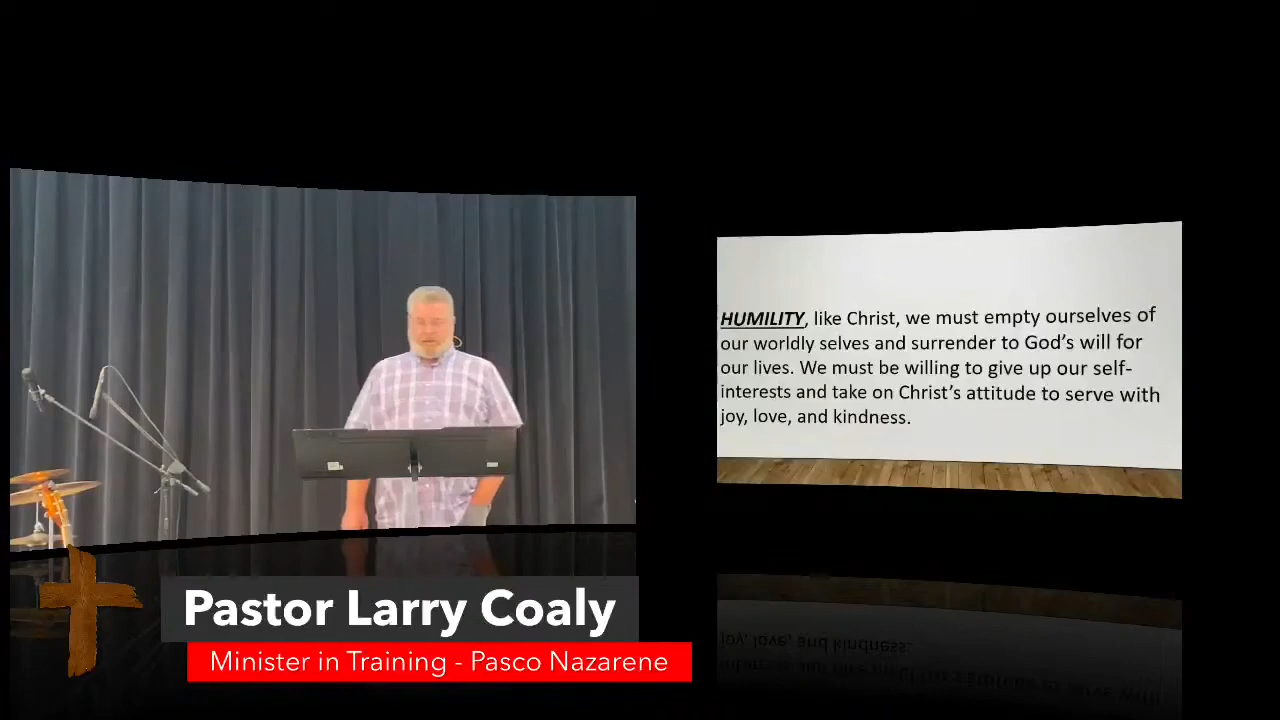 HUMILITY, like Christ, we must empty ourselves of
our worldly selves and surrender to God's will for
our lives. We must be willing to give up our self-
interests and take on Christ's attitude to serve with
joy, love, and kindness.
Pastor Larry Coaly
Minister in Training - Pasco Nazarene